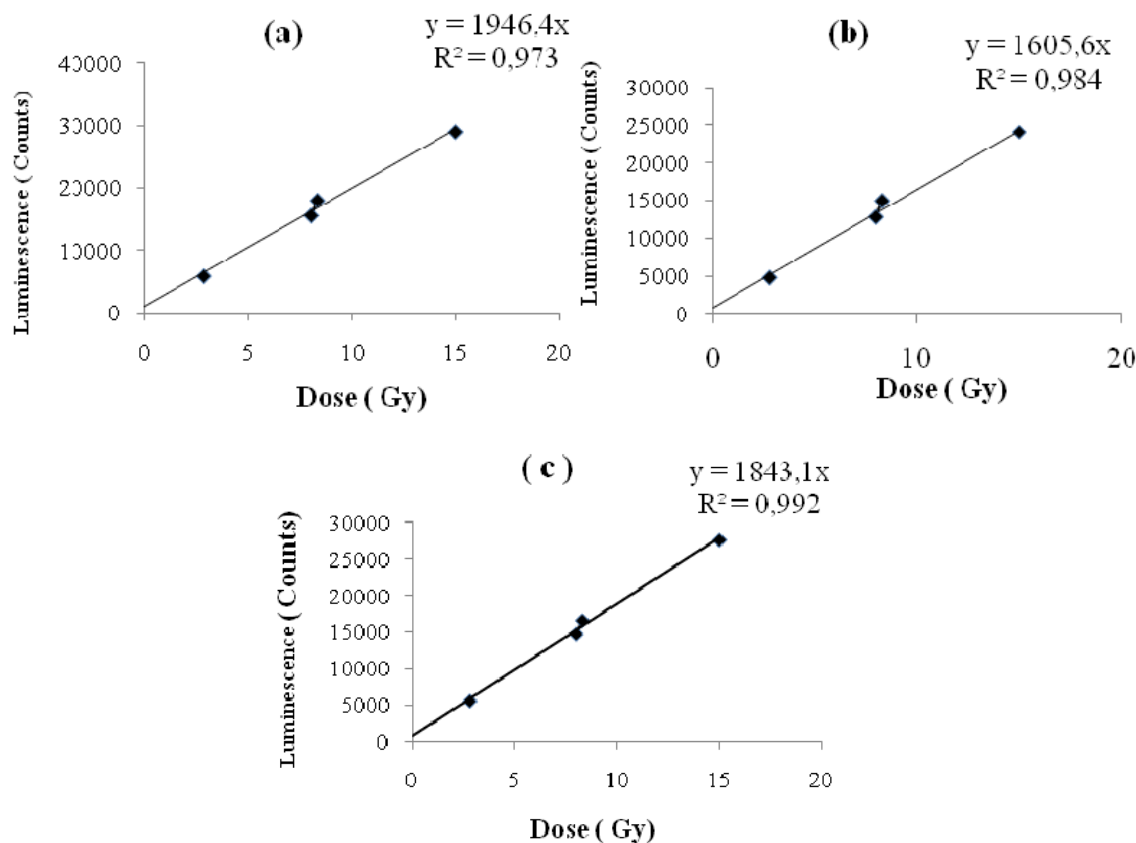 (a)
y = 1946,4x
R² = 0,973
Luminescence ( Counts)
40000
30000
20000
10000
0
0 5 10 15 20
Dose ( Gy)
(b)
y = 1605,6x
R² = 0,984
Luminescence ( Counts)
30000
25000
20000
15000
10000
5000
0
0 10 20
Dose ( Gy)
( c )
y = 1843,1x
R² = 0,992
Luminescence ( Counts)
30000
25000
20000
15000
10000
5000
0
0 5 10 15 20
Dose ( Gy)